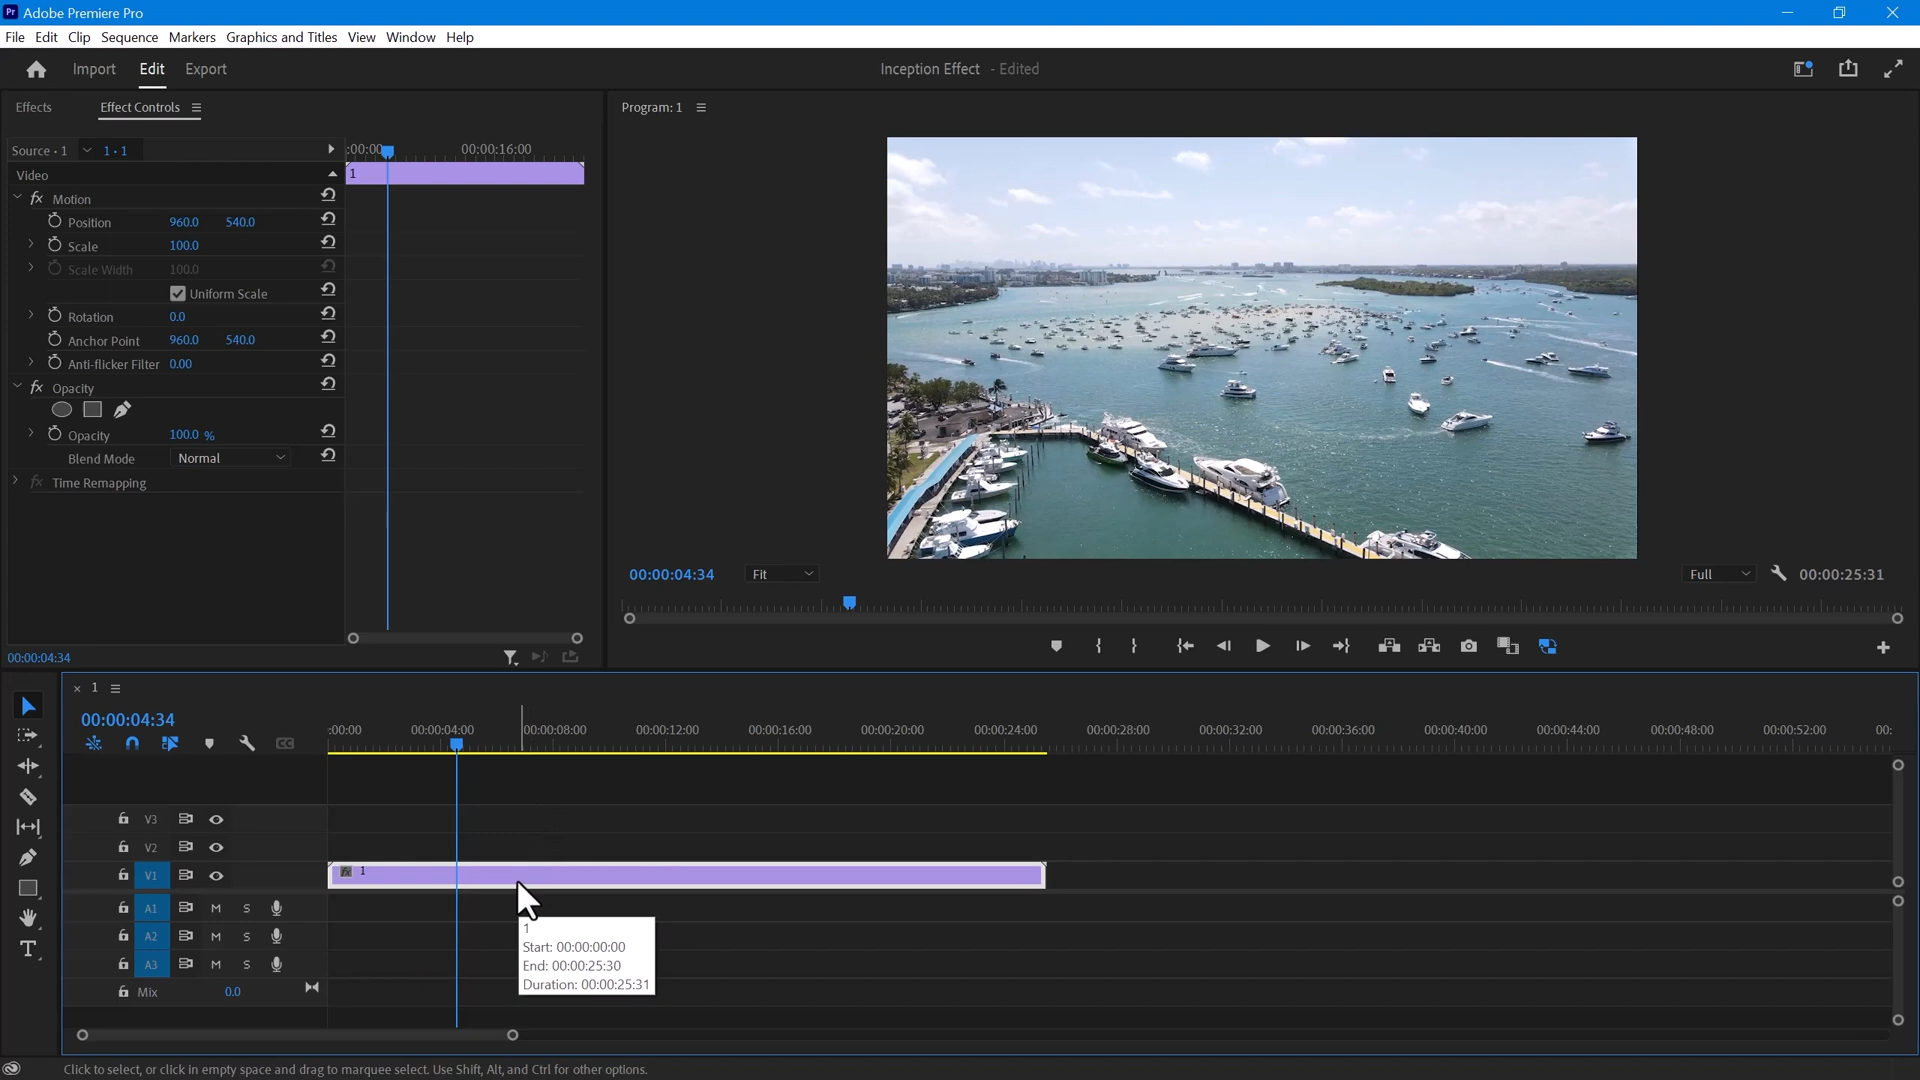 Pr Adobe Premiere Pro
File Edit Clip Sequence Markers Graphics and Titles View Window Help
Import Edit Export Inception Effect - Edited
Effects Effect Controls
Program: 1
Source • 1 1 • 1 :00:00 00:00:16:00
Video 1
fx Motion
Position 960.0 540.0
Scale 100.0
Scale Width 100.0
Uniform Scale
Rotation 0.0
Anchor Point 960.0 540.0
Anti-flicker Filter 0.00
fx Opacity
Opacity 100.0 %
Blend Mode Normal
fx Time Remapping
00:00:04:34 Fit Full 00:00:25:31
00:00:04:34
× 1
00:00:04:34
:00:00 00:00:04:00 00:00:08:00 00:00:12:00 00:00:16:00 00:00:20:00 00:00:24:00 00:00:28:00 00:00:32:00 00:00:36:00 00:00:40:00 00:00:44:00 00:00:48:00 00:00:52:00 00:
CC
V3
V2
V1 fx 1
A1 M S
A2 M S
A3 M S
Mix 0.0
1
Start: 00:00:00:00
End: 00:00:25:30
Duration: 00:00:25:31
T
Click to select, or click in empty space and drag to marquee select. Use Shift, Alt, and Ctrl for other options.